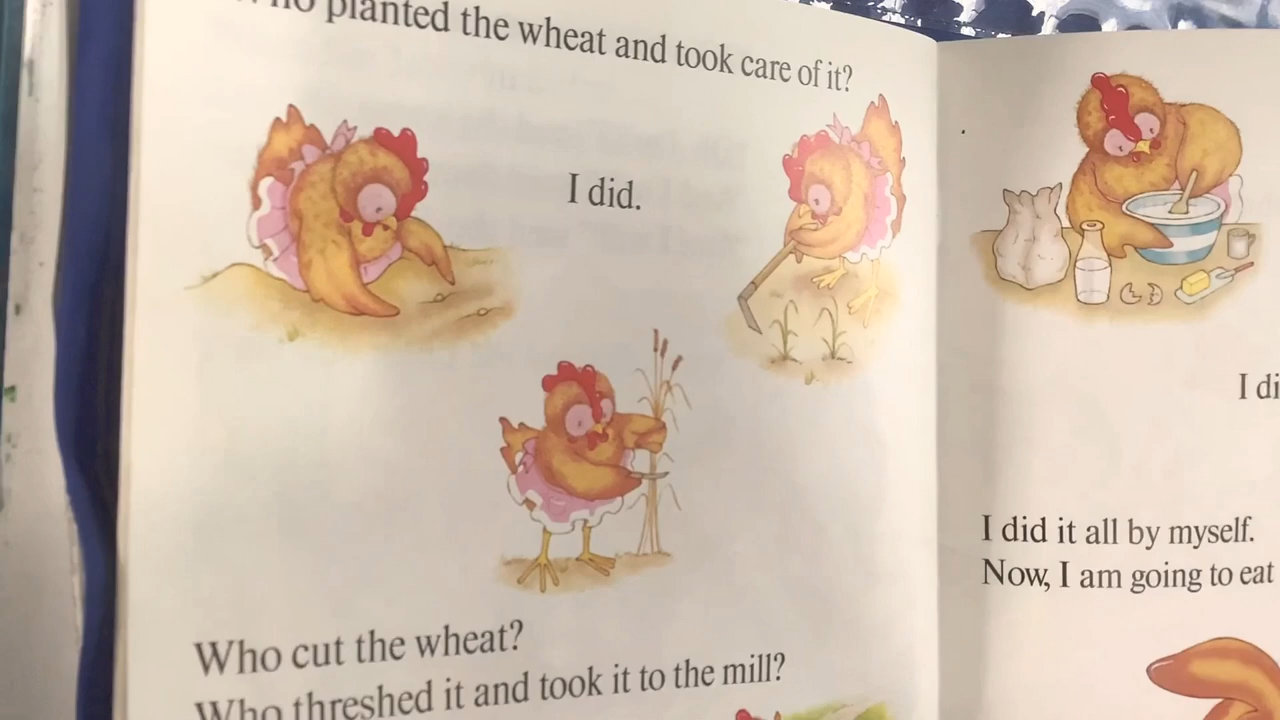 planted the wheat and took care of it?
I did.
Who cut the wheat?
Who threshed it and took it to the mill?
I di
I did it all by myself.
Now, I am going to eat